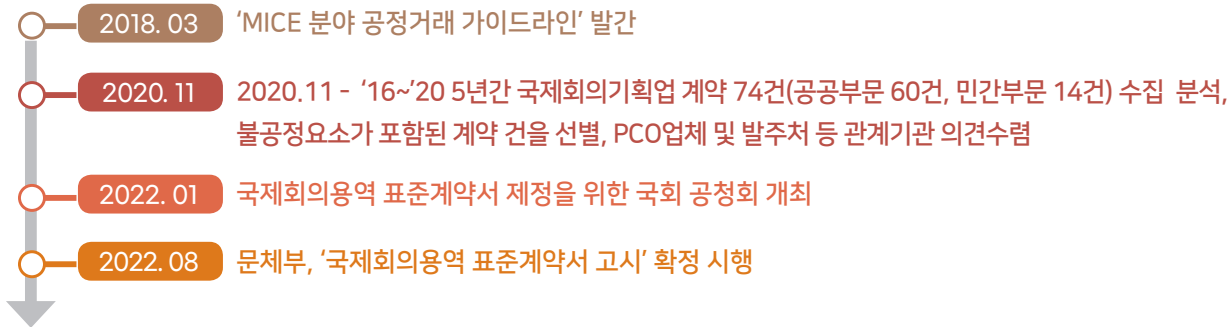 2018. 03 ‘MICE 분야 공정거래 가이드라인’ 발간
2020. 11 2020.11 - ‘16~’20 5년간 국제회의기획업 계약 74건(공공부문 60건, 민간부문 14건) 수집 분석,
불공정요소가 포함된 계약 건을 선별, PCO업체 및 발주처 등 관계기관 의견수렴
2022. 01 국제회의용역 표준계약서 제정을 위한 국회 공청회 개최
2022. 08 문체부, ‘국제회의용역 표준계약서 고시’ 확정 시행